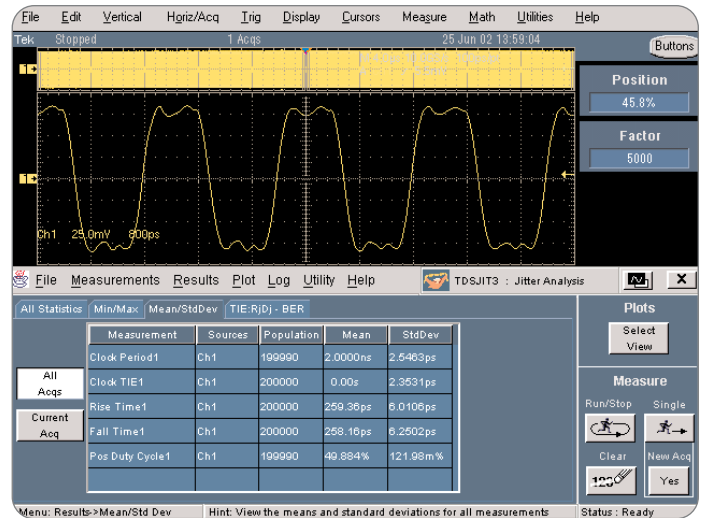 File Edit Vertical Horiz/Acq Trig Display Cursors Measure Math Utilities Help
Tek Stopped 1 Acqs 25 Jun 02 13:59:04
Buttons
Position
45.8%
Factor
5000
1
1
Ch1 25.0mV 800ps
File Measurements Results Plot Log Utility Help TDSJIT3 : Jitter Analysis X
All Statistics Min/Max Mean/StdDev TIE:RjDj - BER
Measurement Sources Population Mean StdDev
Clock Period1 Ch1 199990 2.0000ns 2.5463ps
Clock TIE1 Ch1 200000 0.00s 2.3531ps
Rise Time1 Ch1 200000 259.36ps 6.0106ps
Fall Time1 Ch1 200000 258.16ps 6.2502ps
Pos Duty Cycle1 Ch1 199990 49.884% 121.98m%
All
Acqs
Current
Acq
Plots
Select
View
Measure
Run/Stop Single
Clear New Acq
123 Yes
Menu: Results->Mean/Std Dev Hint: View the means and standard deviations for all measurements Status : Ready